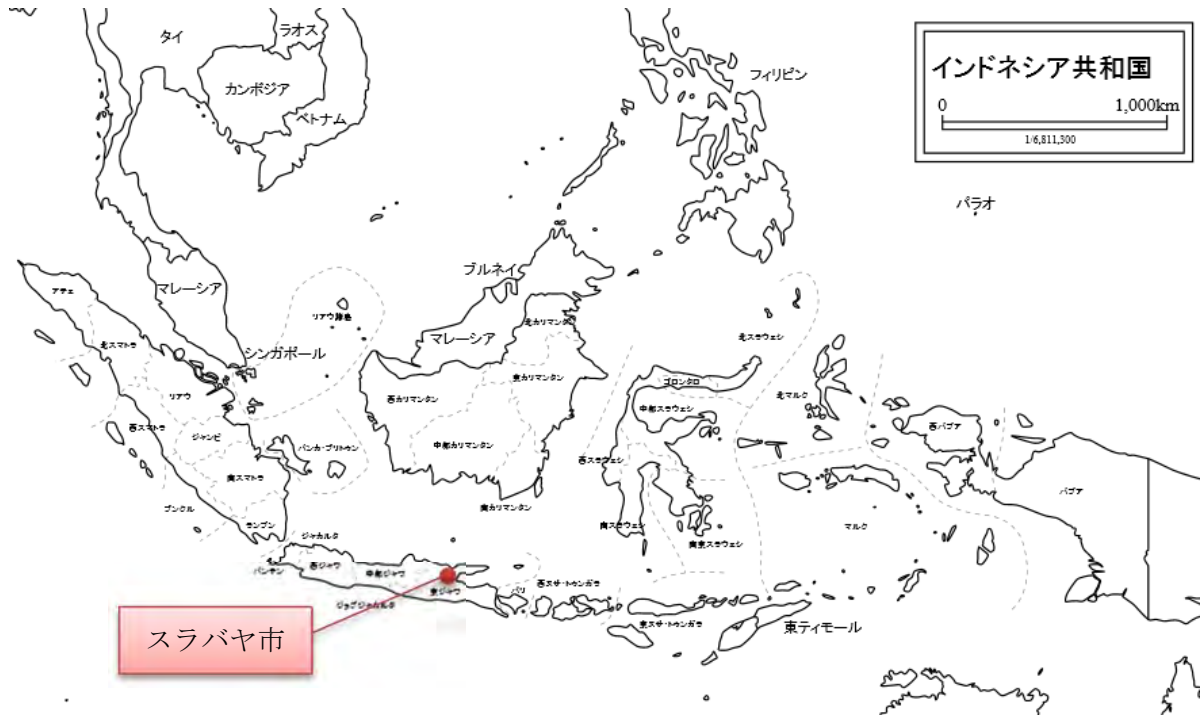 インドネシア共和国
0 1,000km
1/6,811,300
タイ
ラオス
カンボジア
ベトナム
フィリピン
パラオ
マレーシア
シンガポール
ブルネイ
マレーシア
アチェ
北スマトラ
リアウ
リアウ諸島
西スマトラ
ジャンビ
バンカ・ブリトゥン
南スマトラ
ブンクル
ランプン
北カリマンタン
東カリマンタン
西カリマンタン
中部カリマンタン
南カリマンタン
北スラウェシ
ゴロンタロ
中部スラウェシ
西スラウェシ
南スラウェシ
南東スラウェシ
北マルク
マルク
西パプア
パプア
ジャカルタ
バンテン
西ジャワ
中部ジャワ
東ジャワ
ジョグジャカルタ
バリ
西ヌサ・トゥンガラ
東ヌサ・トゥンガラ
東ティモール
スラバヤ市